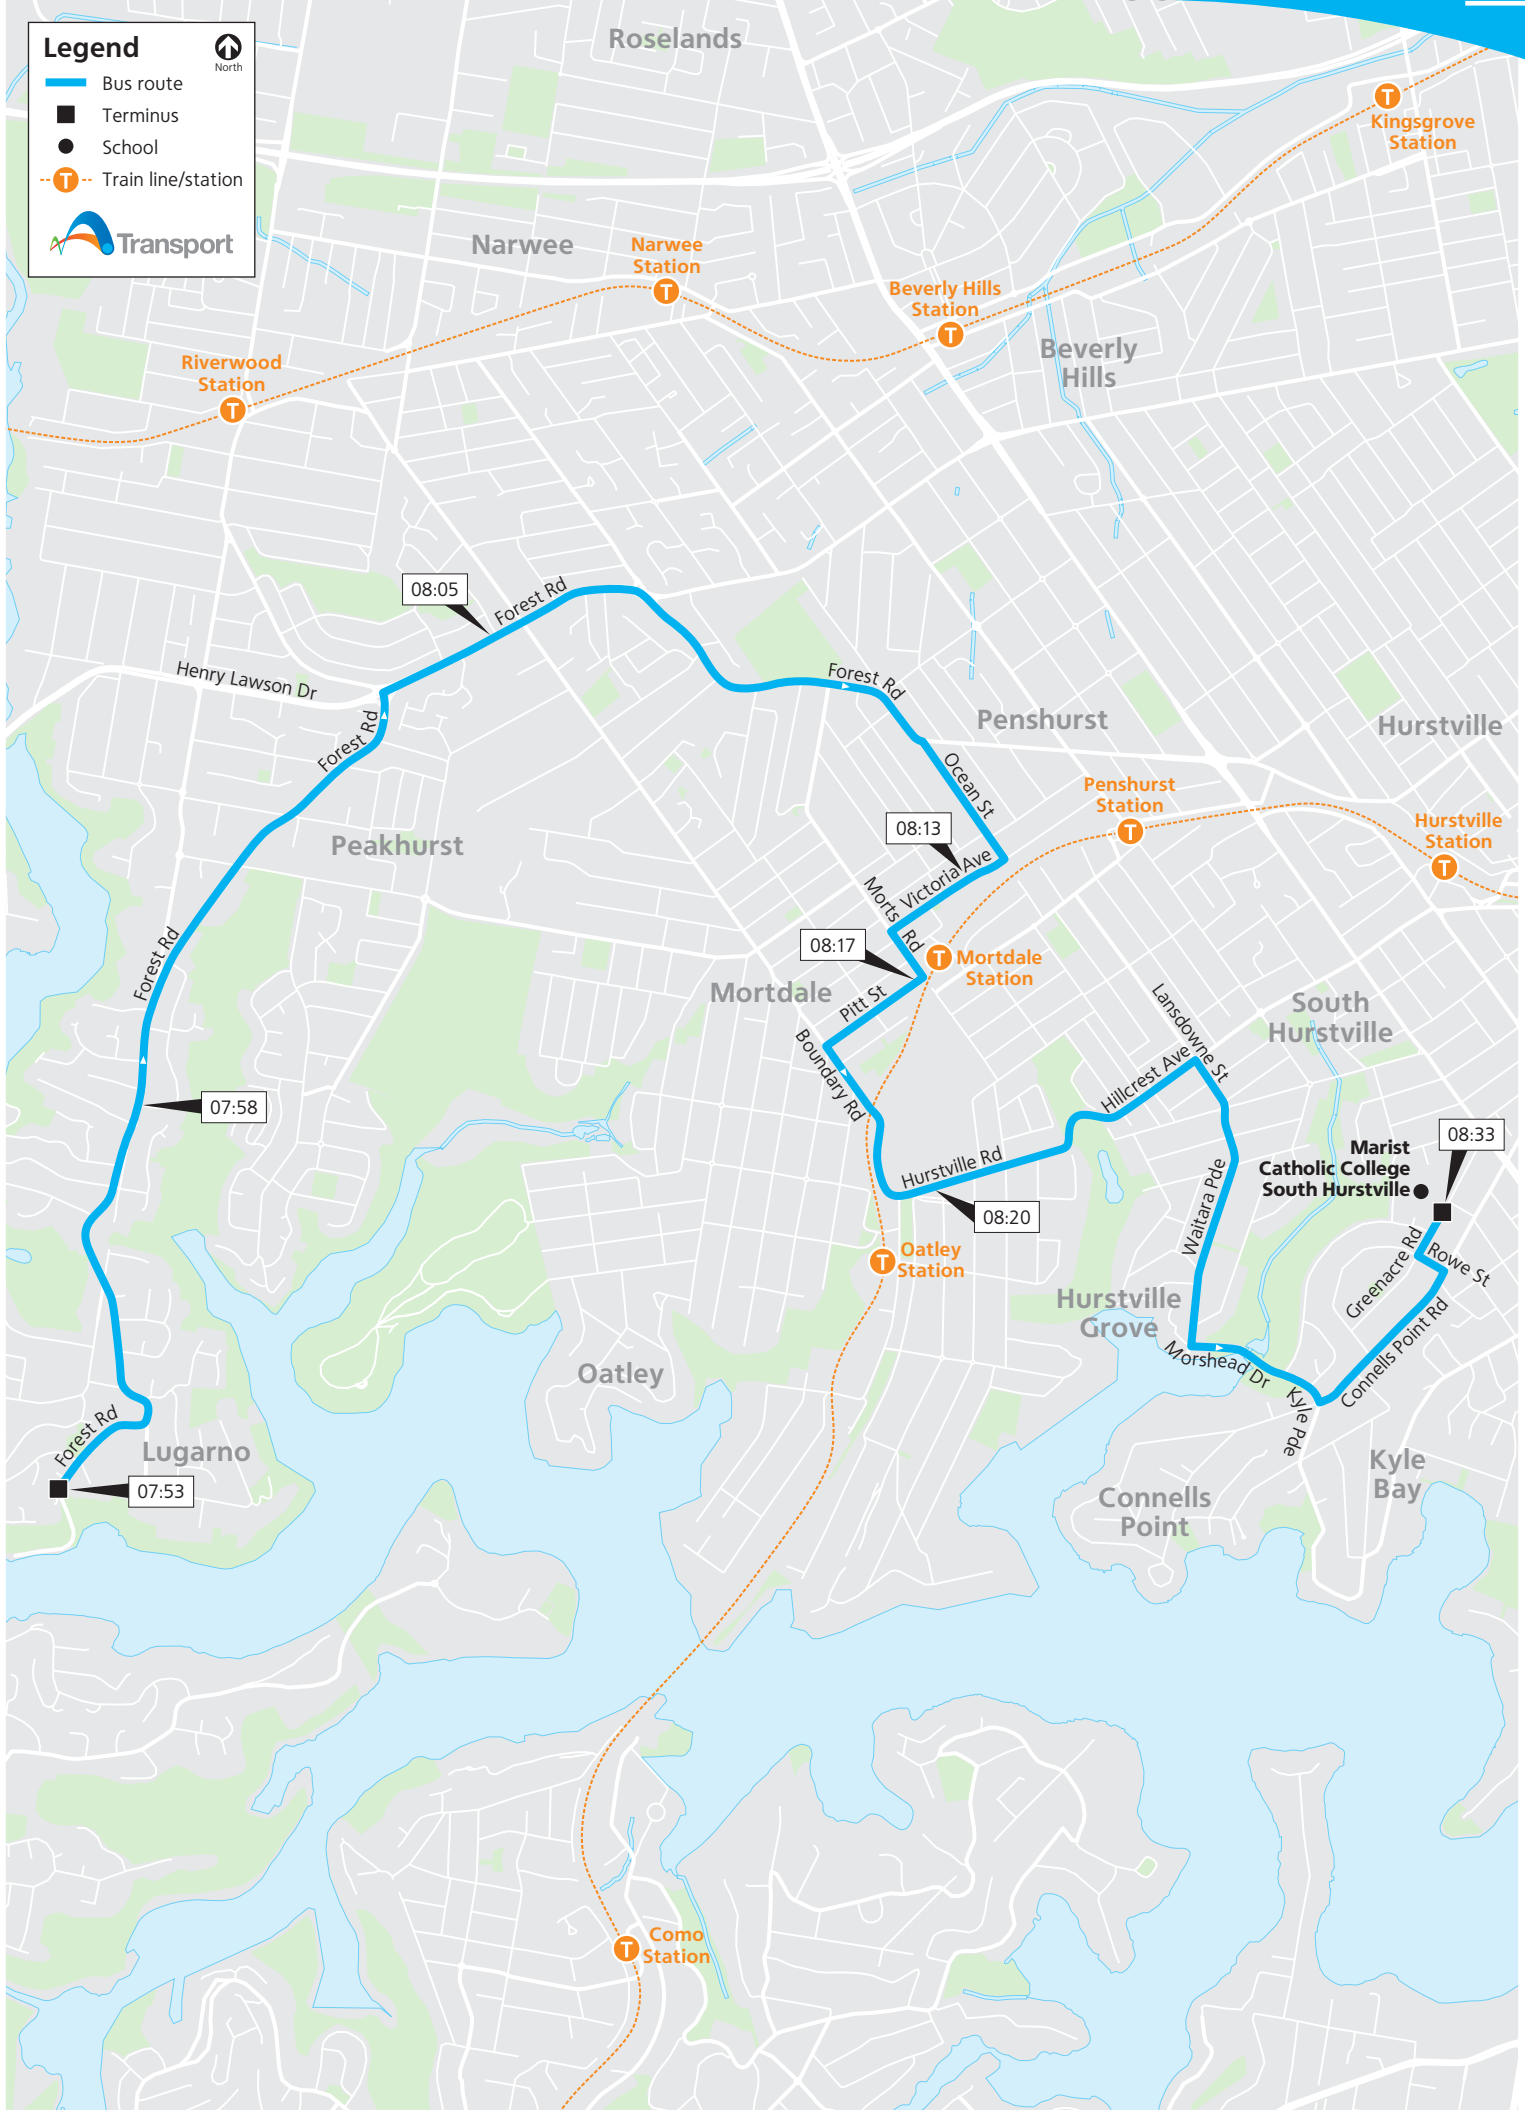 Legend
North
Bus route
Terminus
School
T
Train line/station
Transport
Roselands
T
Kingsgrove
Station
Narwee
Narwee
Station
T
Beverly Hills
Station
T
Beverly
Hills
Riverwood
Station
T
08:05
Forest Rd
Henry Lawson Dr
Forest Rd
Forest Rd
Penshurst
Hurstville
Ocean St
Penshurst
Station
T
Hurstville
Station
T
08:13
Victoria Ave
Peakhurst
Morts Rd
08:17
T
Mortdale
Station
Forest Rd
Mortdale
Pitt St
Boundary Rd
Lansdowne St
South
Hurstville
Hillcrest Ave
07:58
08:33
Marist
Catholic College
South Hurstville
Hurstville Rd
08:20
Waitara Pde
T
Oatley
Station
Greenacre Rd
Rowe St
Hurstville
Grove
Connells Point Rd
Morshead Dr
Kyle Pde
Oatley
Forest Rd
Lugarno
07:53
Kyle
Bay
Connells
Point
T
Como
Station